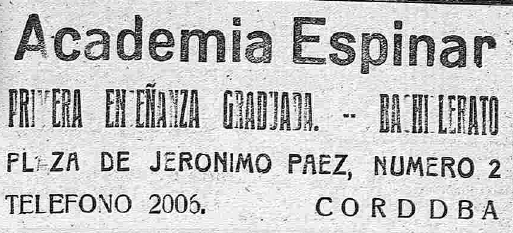 Academia Espinar
PRIMERA ENSEÑANZA GRADUADA. -- BACHILLERATO
PLAZA DE JERONIMO PAEZ, NUMERO 2
TELEFONO 2006. CORDDBA